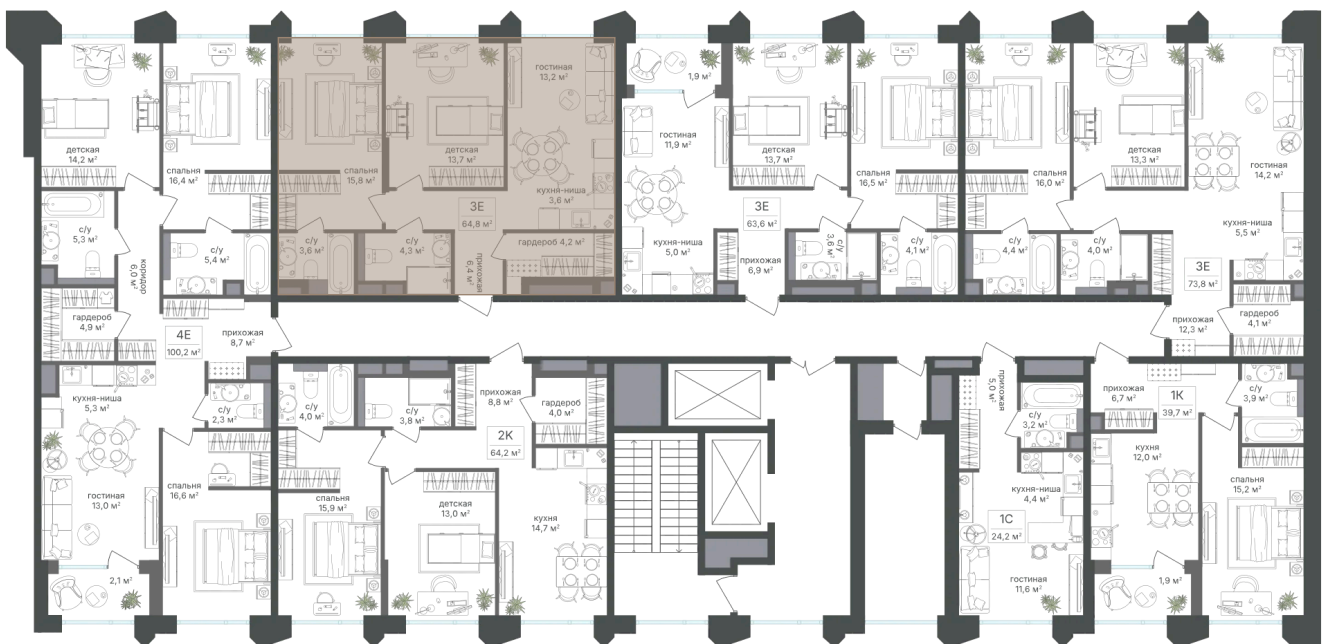 детская
14,2 м²
спальня
16,4 м²
с/у
5,3 м²
с/у
5,4 м²
коридор
6,0 м²
гардероб
4,9 м²
4Е
100,2 м²
прихожая
8,7 м²
кухня-ниша
5,3 м²
с/у
2,3 м²
гостиная
13,0 м²
спальня
16,6 м²
2,1 м²
спальня
15,8 м²
детская
13,7 м²
гостиная
13,2 м²
кухня-ниша
3,6 м²
3Е
64,8 м²
с/у
3,6 м²
с/у
4,3 м²
прихожая
6,4 м²
гардероб 4,2 м²
1,9 м²
гостиная
11,9 м²
детская
13,7 м²
спальня
16,5 м²
3Е
63,6 м²
кухня-ниша
5,0 м²
прихожая
6,9 м²
с/у
3,6 м²
с/у
4,1 м²
спальня
16,0 м²
детская
13,3 м²
гостиная
14,2 м²
кухня-ниша
5,5 м²
с/у
4,4 м²
с/у
4,0 м²
3Е
73,8 м²
прихожая
12,3 м²
гардероб
4,1 м²
с/у
4,0 м²
с/у
3,8 м²
прихожая
8,8 м²
гардероб
4,0 м²
2К
64,2 м²
спальня
15,9 м²
детская
13,0 м²
кухня
14,7 м²
прихожая
5,0 м²
с/у
3,2 м²
кухня-ниша
4,4 м²
1С
24,2 м²
гостиная
11,6 м²
прихожая
6,7 м²
1К
39,7 м²
с/у
3,9 м²
кухня
12,0 м²
спальня
15,2 м²
1,9 м²